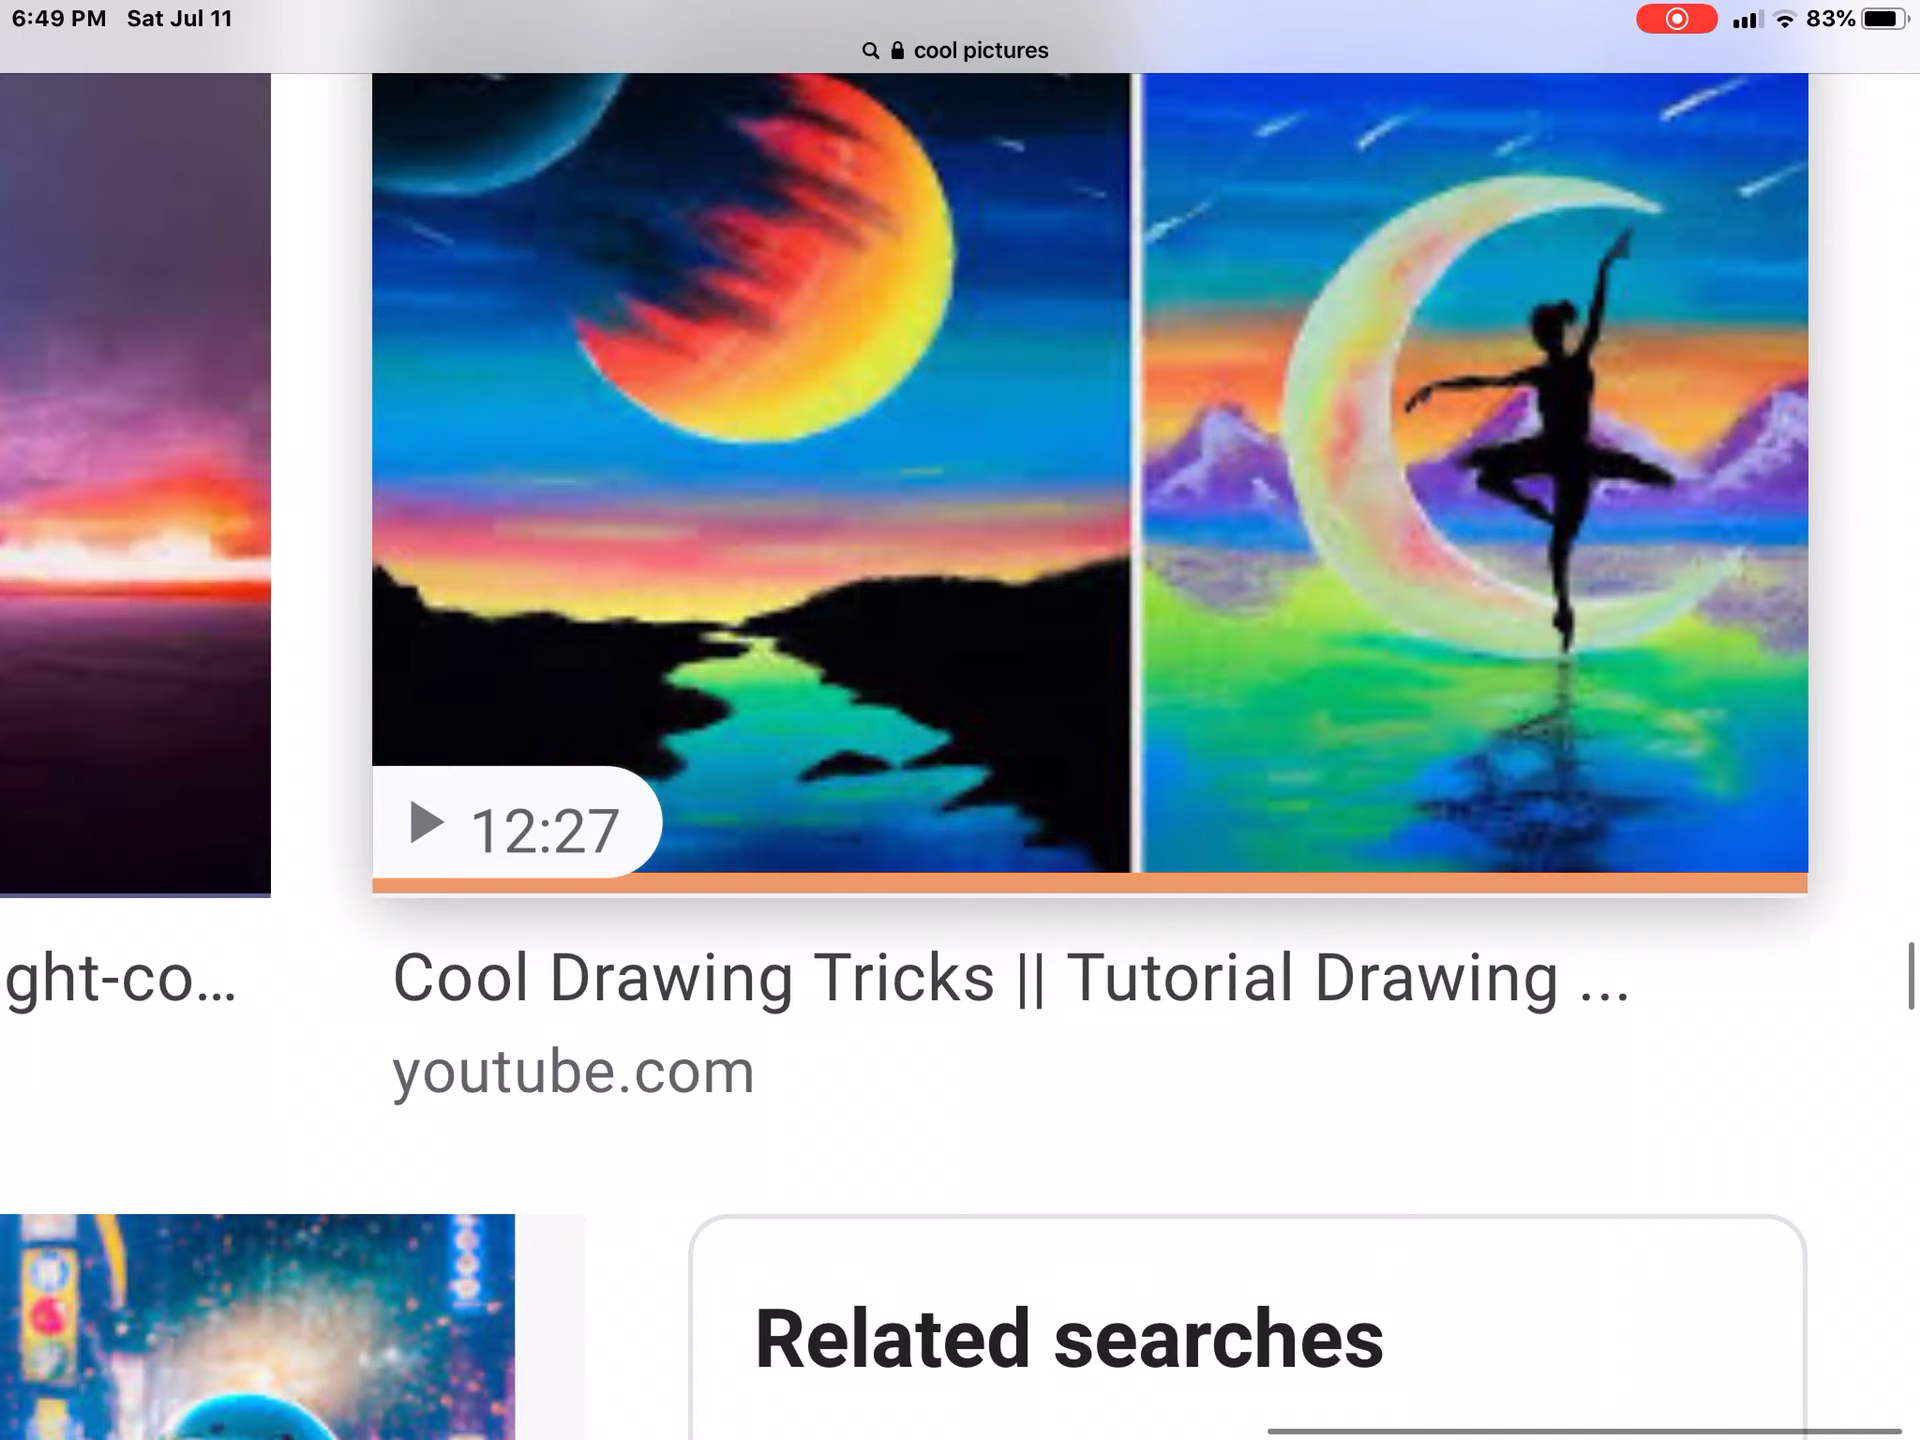 6:49 PM Sat Jul 11 83%
cool pictures
12:27
ght-co...
Cool Drawing Tricks || Tutorial Drawing ...
youtube.com
Related searches